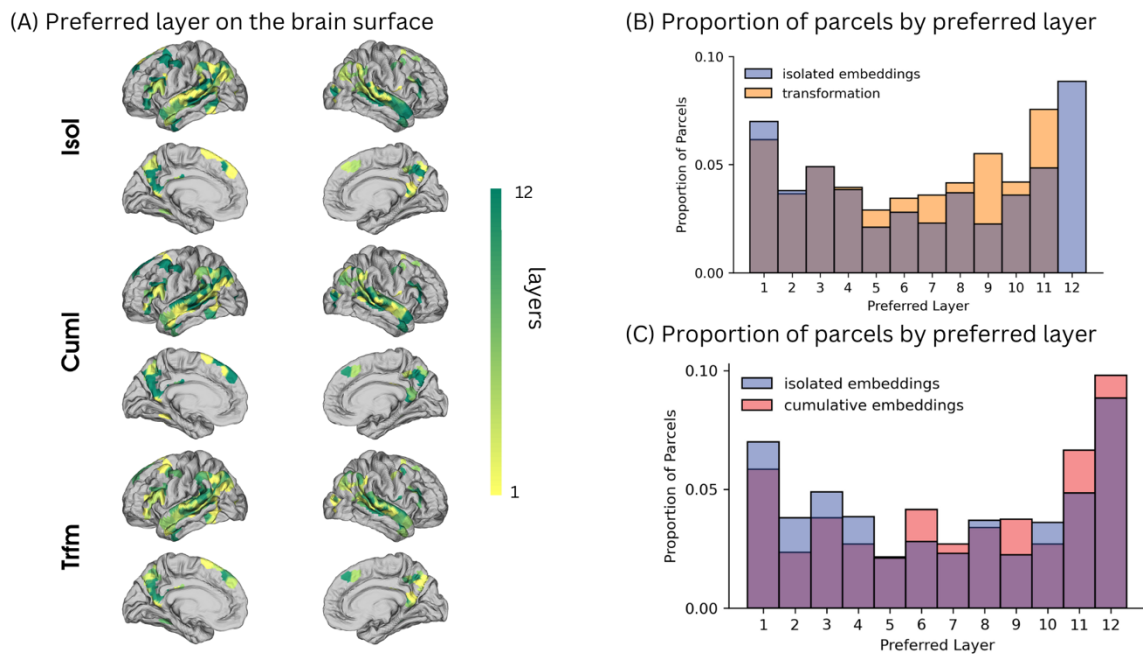 (A) Preferred layer on the brain surface
Isol
Cuml
Trfm
12
layers
1
(B) Proportion of parcels by preferred layer
0.10
0.05
0.00
Proportion of Parcels
isolated embeddings
transformation
1 2 3 4 5 6 7 8 9 10 11 12
Preferred Layer
(C) Proportion of parcels by preferred layer
0.10
0.05
0.00
Proportion of Parcels
isolated embeddings
cumulative embeddings
1 2 3 4 5 6 7 8 9 10 11 12
Preferred Layer